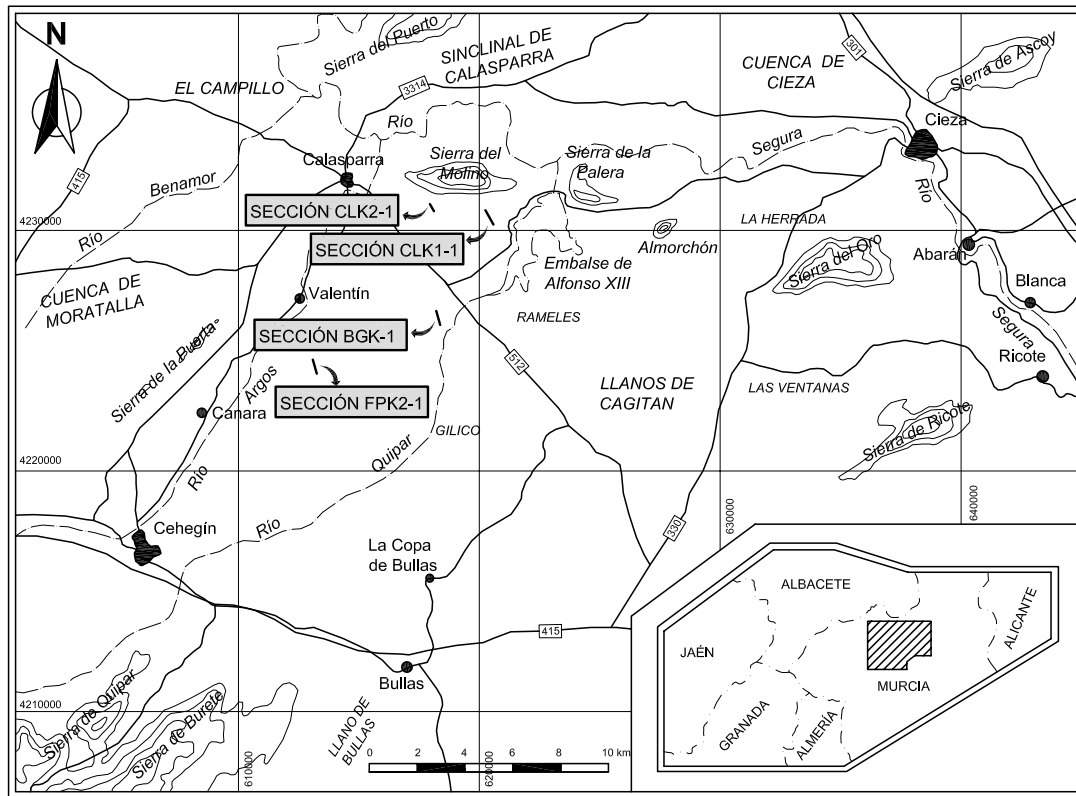 N
Sierra del Puerto
SINCLINAL DE
CALASPARRA
CUENCA DE
CIEZA
301
Sierra de Ascoy
EL CAMPILLO
3314
Río
Cieza
415
Benamor
Río
Calasparra
Sierra del
Molino
Sierra de la
Palera
Segura
Río
SECCIÓN CLK2-1
4230000
SECCIÓN CLK1-1
LA HERRADA
Almorchón
Sierra del Oro
Abarán
CUENCA DE
MORATALLA
Valentín
Embalse de
Alfonso XIII
RAMELES
Blanca
Segura
SECCIÓN BGK-1
Sierra de la Puerta
512
Ricote
SECCIÓN FPK2-1
Argos
Canara
LLANOS DE
CAGITAN
LAS VENTANAS
GILICO
Quipar
Sierra de Ricote
4220000
Río
630000
640000
Cehegín
Río
330
La Copa
de Bullas
415
Bullas
Sierra de Quipar
Sierra de Burete
4210000
LLANO DE
BULLAS
610000
620000
0 2 4 6 8 10 km
ALBACETE
ALICANTE
JAÉN
MURCIA
GRANADA
ALMERÍA